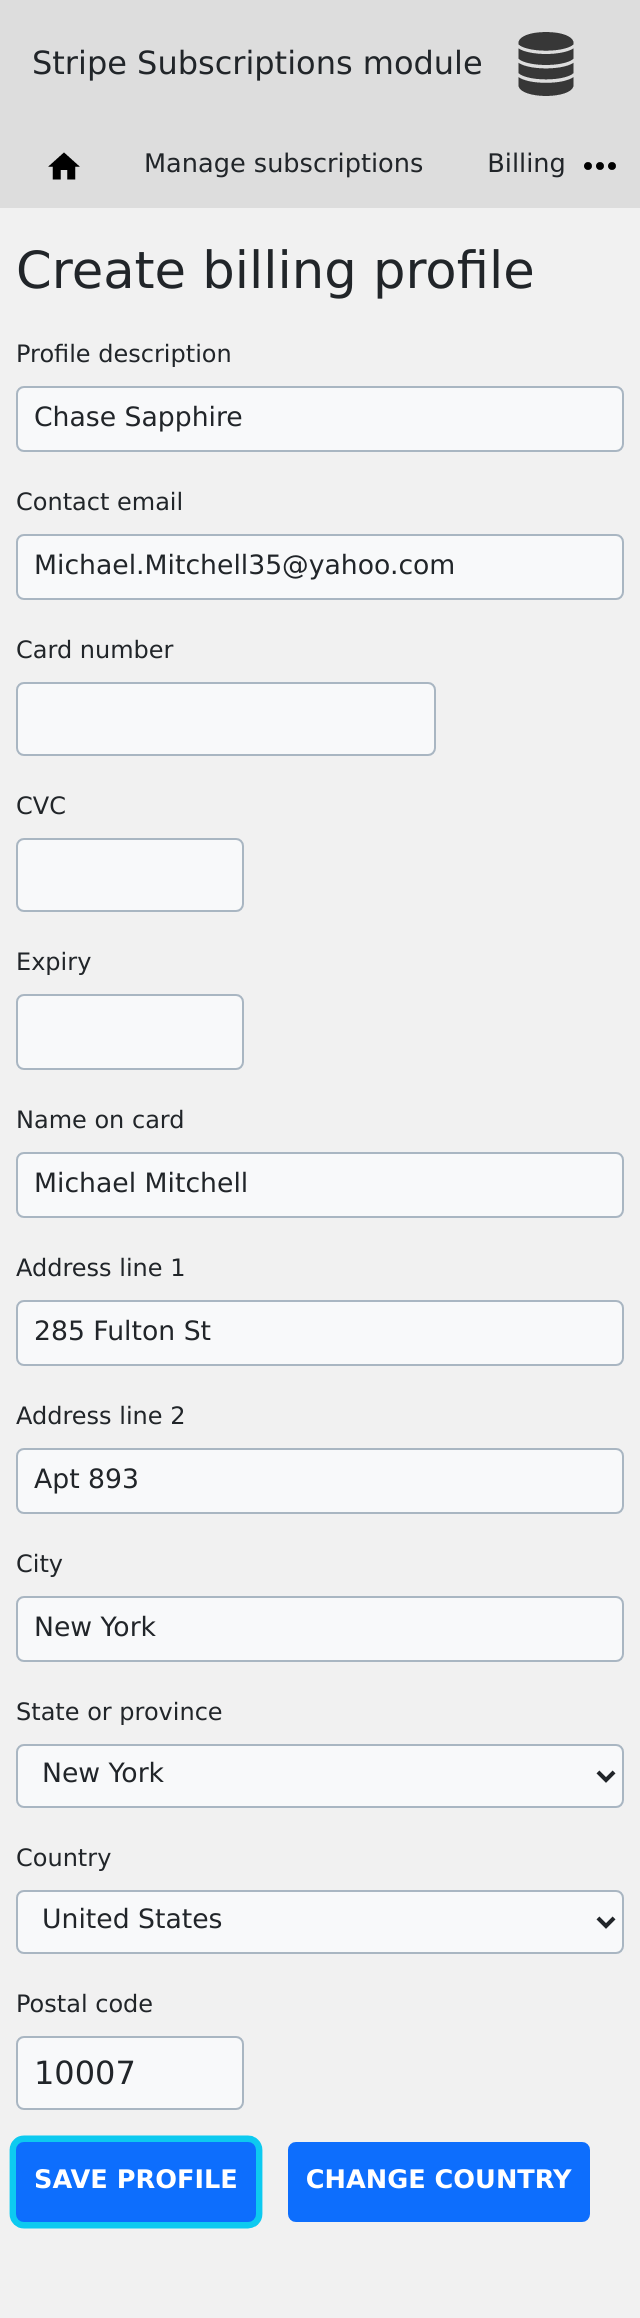 Stripe Subscriptions module
Manage subscriptions Billing
Create billing profile
Profile description
Chase Sapphire
Contact email
Michael.Mitchell35@yahoo.com
Card number
CVC
Expiry
Name on card
Michael Mitchell
Address line 1
285 Fulton St
Address line 2
Apt 893
City
New York
State or province
New York
Country
United States
Postal code
10007
SAVE PROFILE CHANGE COUNTRY